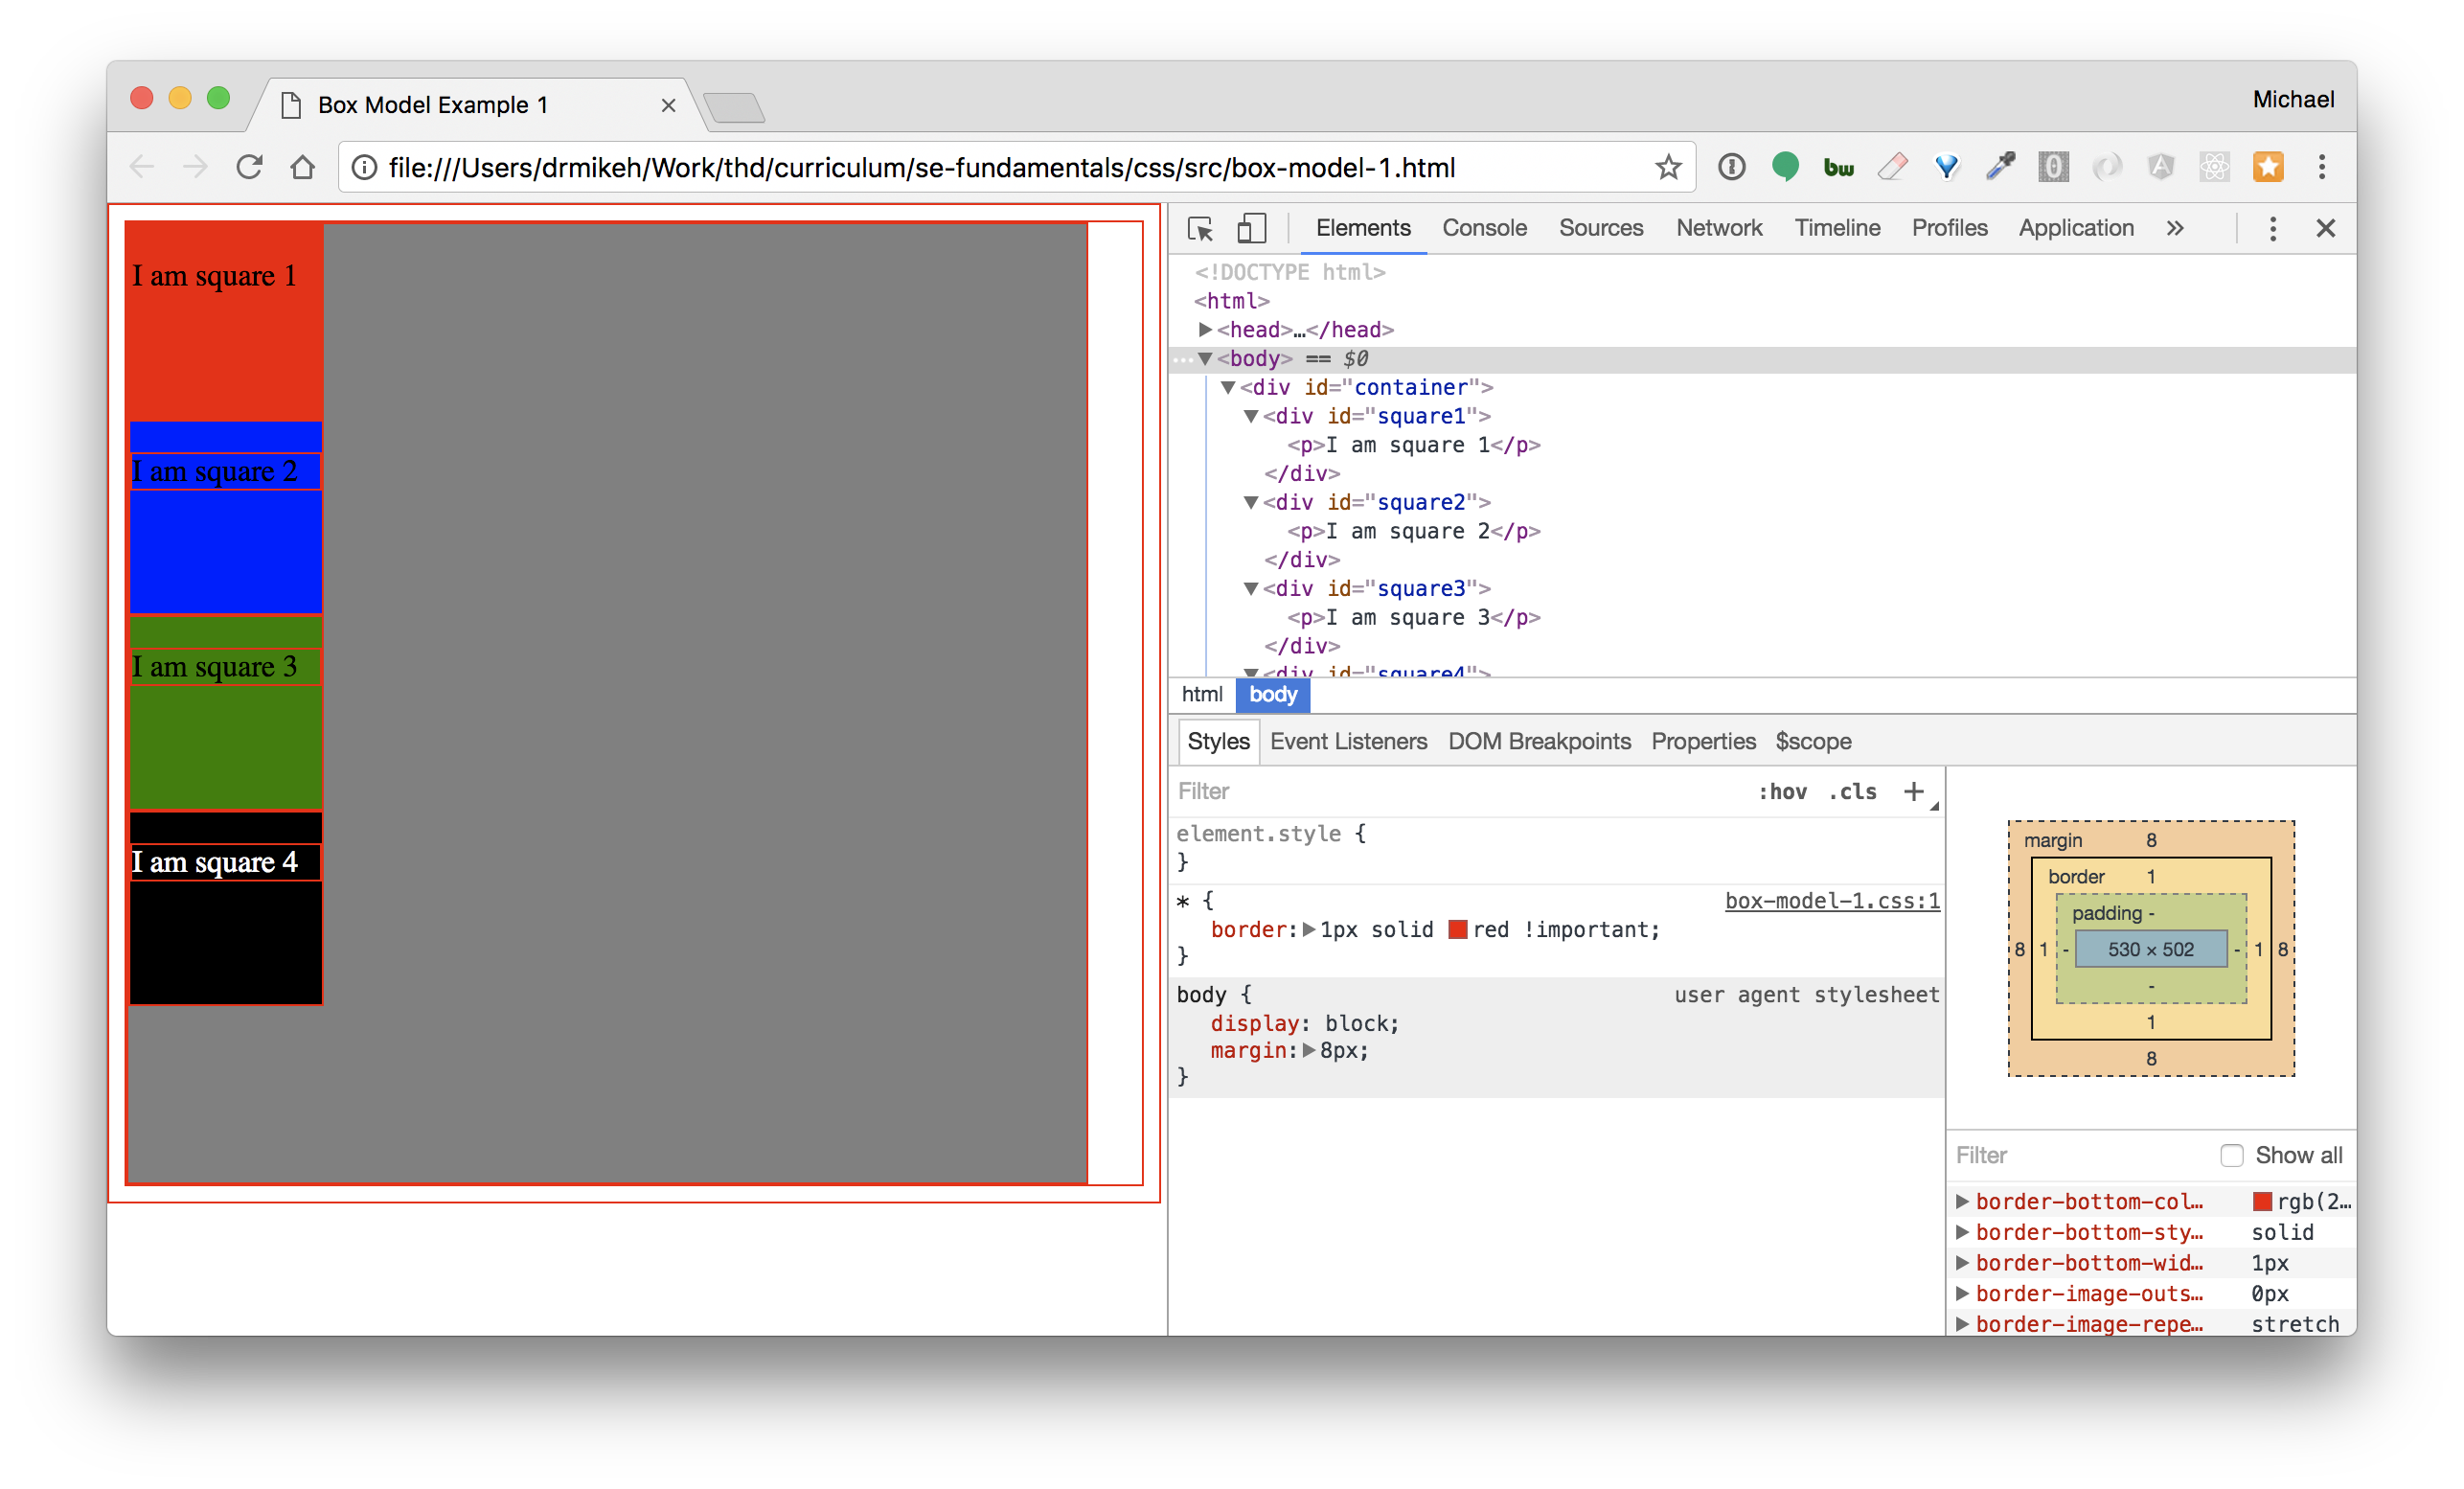 Box Model Example 1
Michael
file:///Users/drmikeh/Work/thd/curriculum/se-fundamentals/css/src/box-model-1.html
bw
I am square 1
I am square 2
I am square 3
I am square 4
Elements Console Sources Network Timeline Profiles Application »
<!DOCTYPE html>
<html>
<head>…</head>
<body> == $0
<div id="container">
<div id="square1">
<p>I am square 1</p>
</div>
<div id="square2">
<p>I am square 2</p>
</div>
<div id="square3">
<p>I am square 3</p>
</div>
<div id="square4">
html body
Styles Event Listeners DOM Breakpoints Properties $scope
Filter :hov .cls +
element.style {
}
* { box-model-1.css:1
border: 1px solid red !important;
}
body { user agent stylesheet
display: block;
margin: 8px;
}
margin 8
border 1
padding -
8 1 - 530 × 502 - 1 8
-
1
8
Filter Show all
border-bottom-col… rgb(2…
border-bottom-sty… solid
border-bottom-wid… 1px
border-image-outs… 0px
border-image-repe… stretch